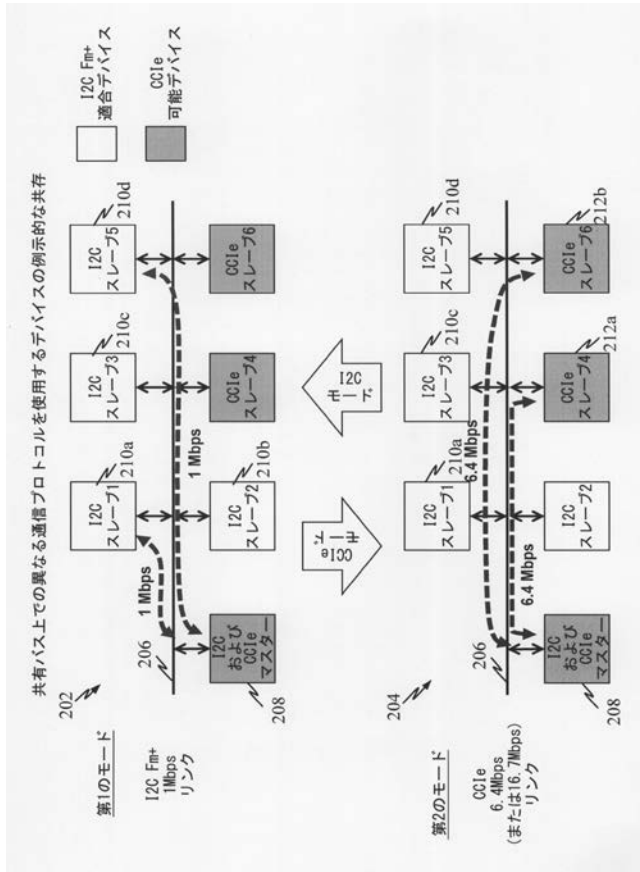 共有バス上での異なる通信プロトコルを使用するデバイスの例示的な共存
202
第1のモード
I2C Fm+
1Mbps
リンク
206
1 Mbps
1 Mbps
I2C
スレーブ1
210a
I2C
スレーブ3
210c
I2C
スレーブ5
210d
I2C
および
CCIe
マスター
208
I2C
スレーブ2
210b
CCIe
スレーブ4
CCIe
スレーブ6
I2C Fm+
適合デバイス
CCIe
可能デバイス
CCIe
モード
I2C
モード
204
第2のモード
CCIe
6.4Mbps
(または16.7Mbps)
リンク
206
6.4 Mbps
6.4 Mbps
I2C
スレーブ1
210a
I2C
スレーブ3
210c
I2C
スレーブ5
210d
I2C
および
CCIe
マスター
208
I2C
スレーブ2
CCIe
スレーブ4
212a
CCIe
スレーブ6
212b